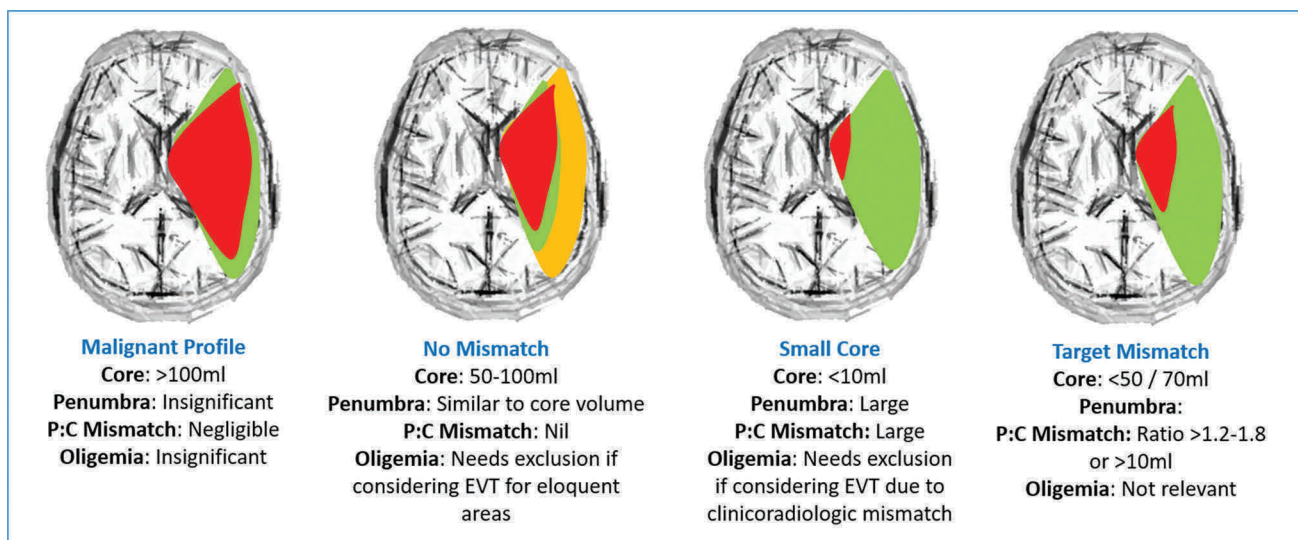 Malignant Profile
Core: >100ml
Penumbra: Insignificant
P:C Mismatch: Negligible
Oligemia: Insignificant
No Mismatch
Core: 50-100ml
Penumbra: Similar to core volume
P:C Mismatch: Nil
Oligemia: Needs exclusion if
considering EVT for eloquent
areas
Small Core
Core: <10ml
Penumbra: Large
P:C Mismatch: Large
Oligemia: Needs exclusion
if considering EVT due to
clinicoradiologic mismatch
Target Mismatch
Core: <50 / 70ml
Penumbra:
P:C Mismatch: Ratio >1.2-1.8
or >10ml
Oligemia: Not relevant